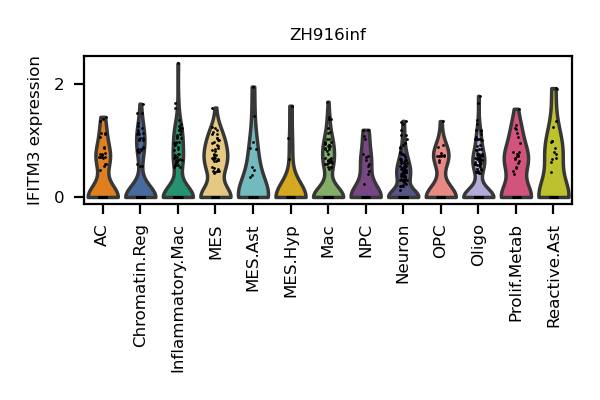 ZH916inf
IFITM3 expression
2
0
AC
Chromatin.Reg
Inflammatory.Mac
MES
MES.Ast
MES.Hyp
Mac
NPC
Neuron
OPC
Oligo
Prolif.Metab
Reactive.Ast